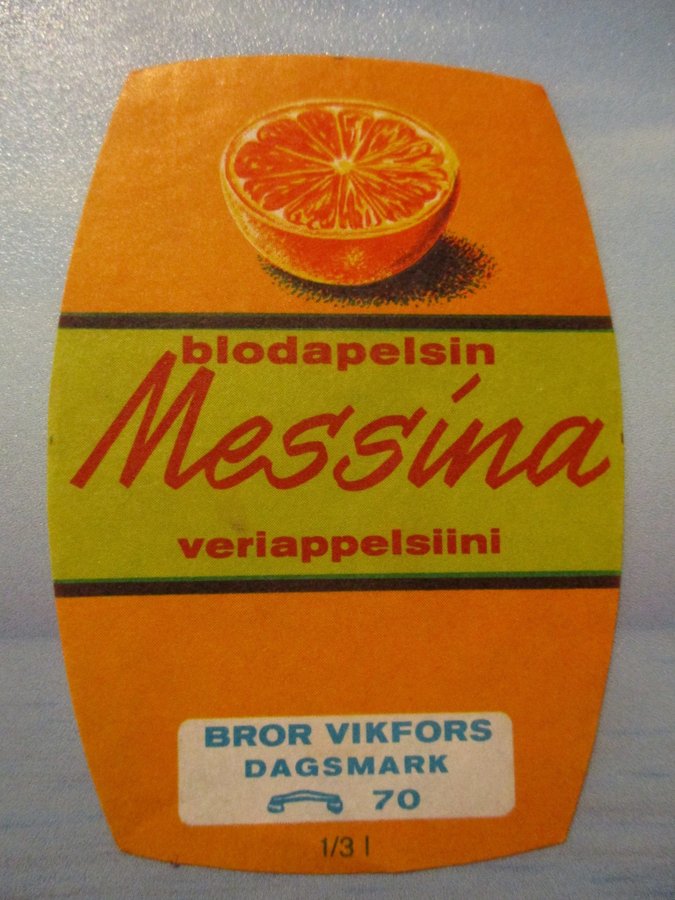 blodapelsin
Messina
veriappelsiini
BROR VIKFORS
DAGSMARK
70
1/3 l